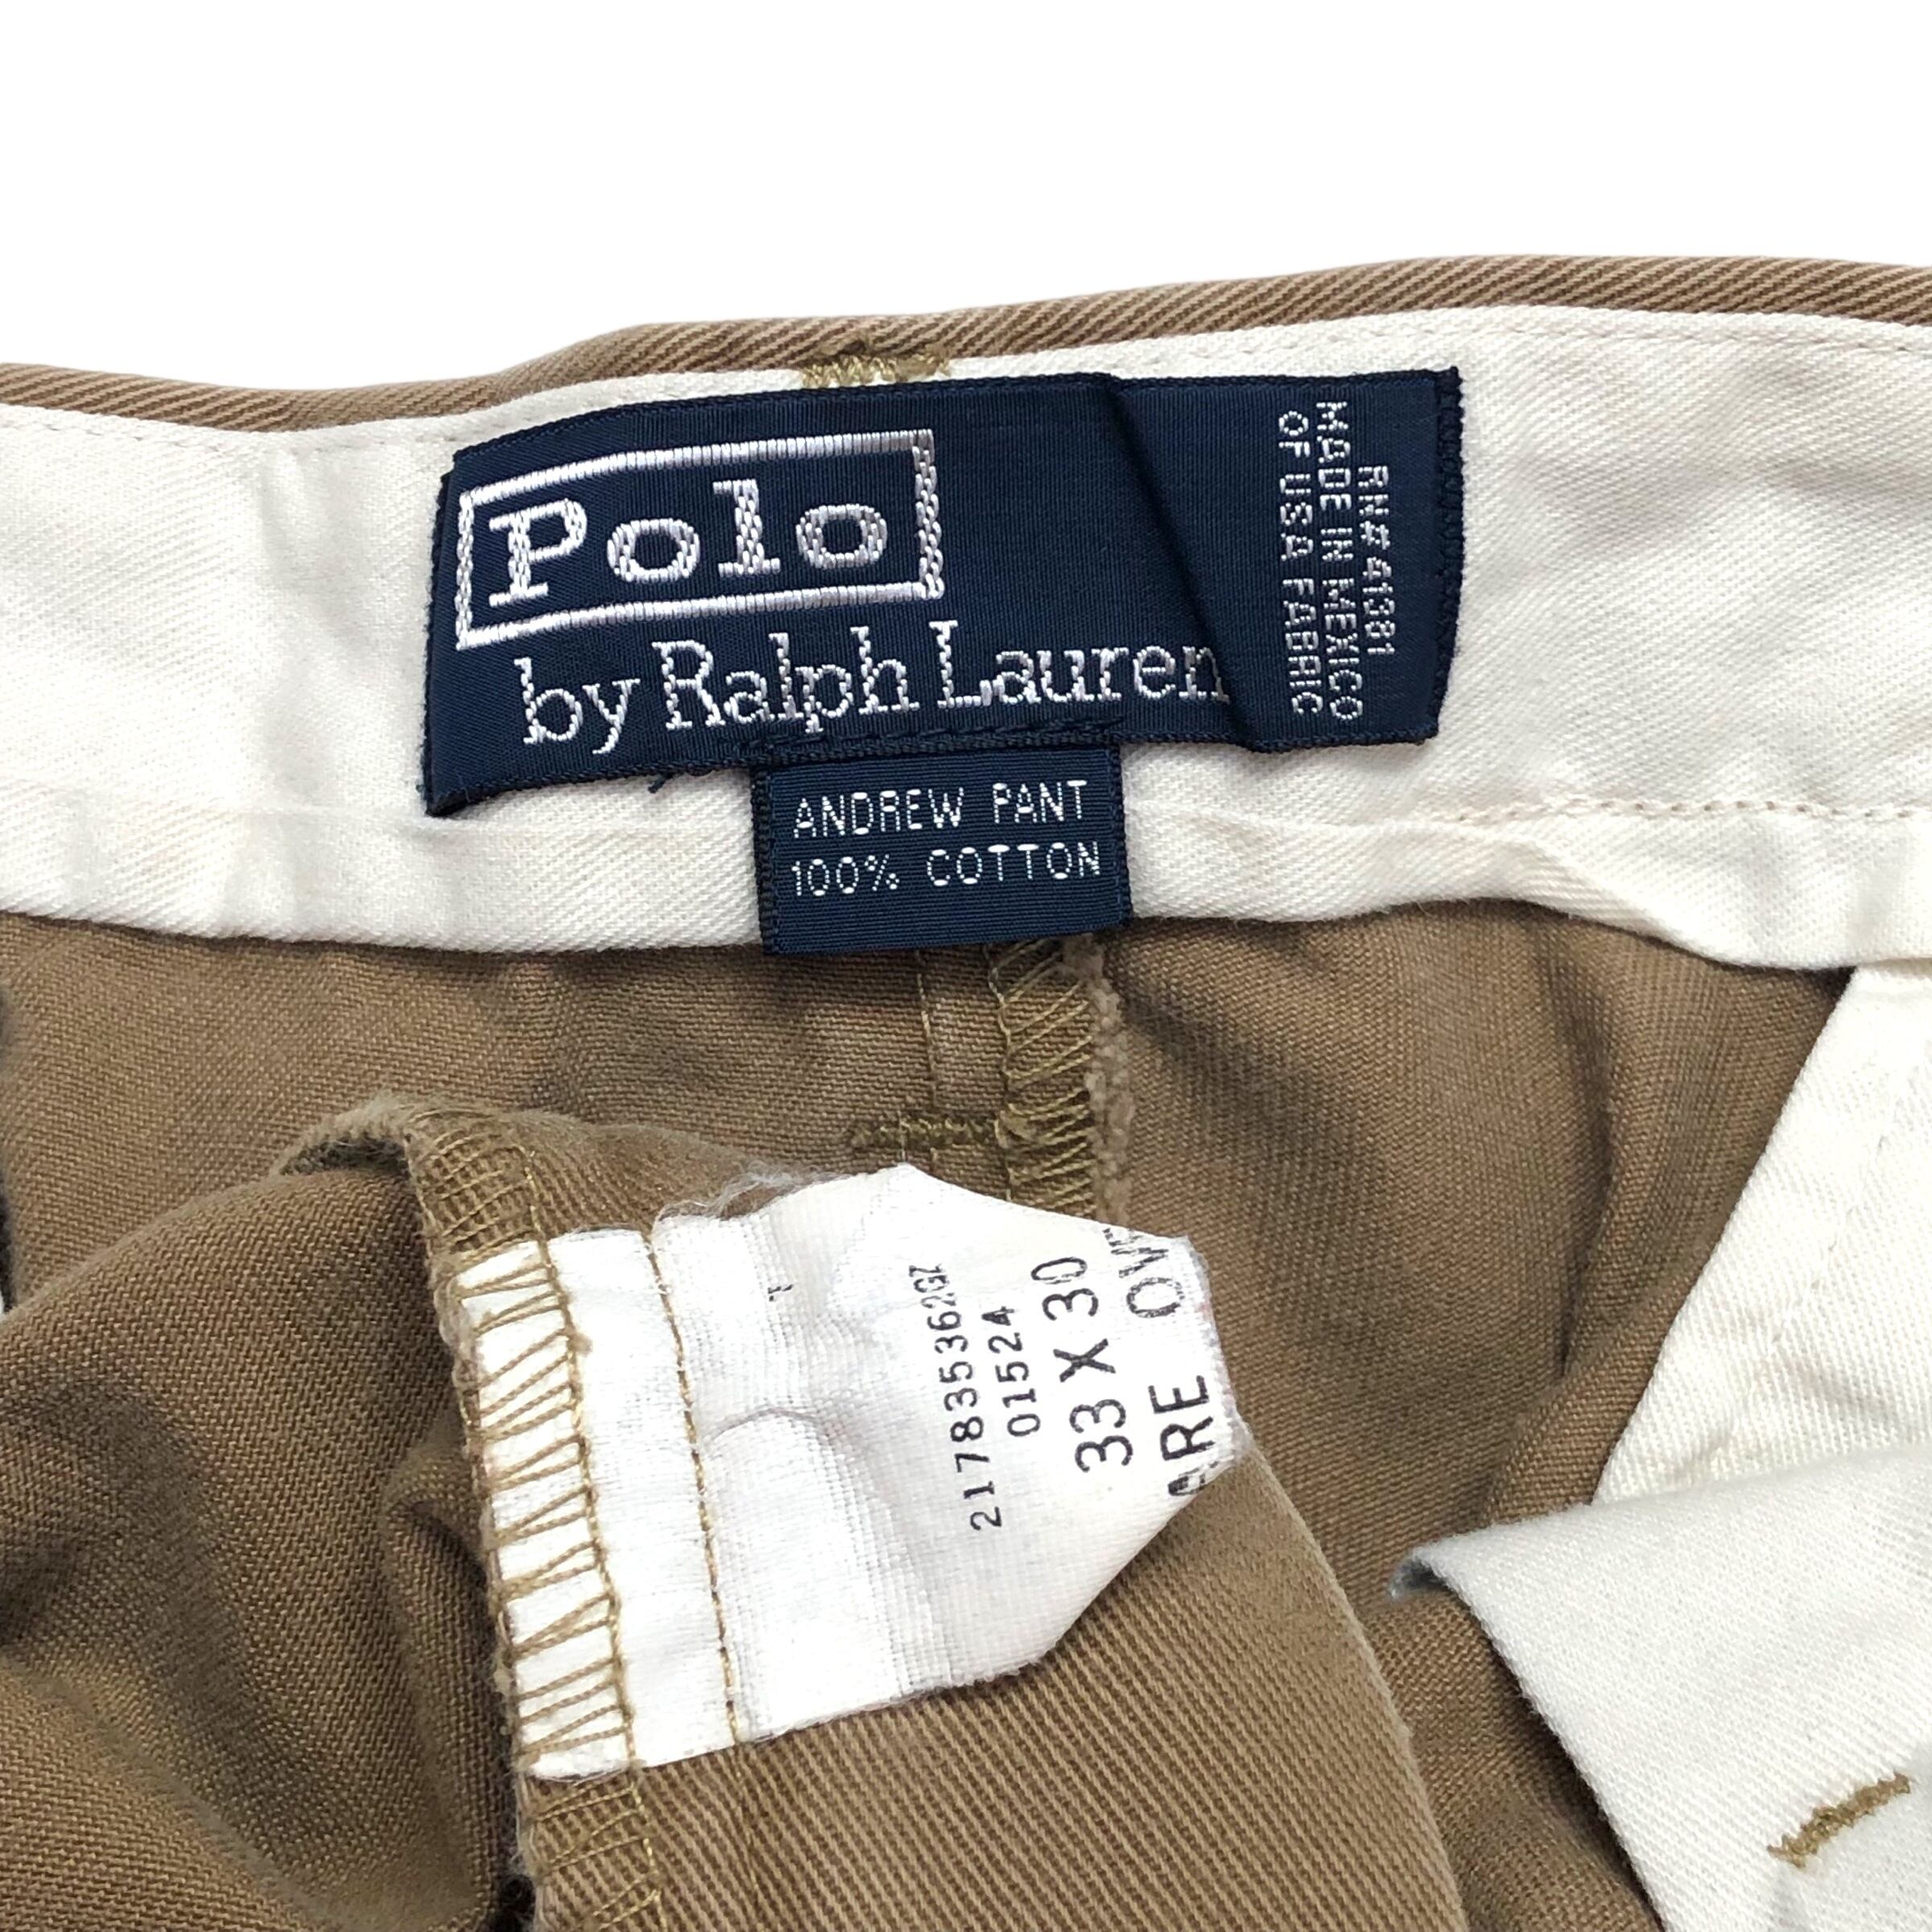 Polo
by Ralph Lauren
RN# 41381
MADE IN MEXICO
OF USA FABRIC
ANDREW PANT
100% COTTON
01524
33 X 30